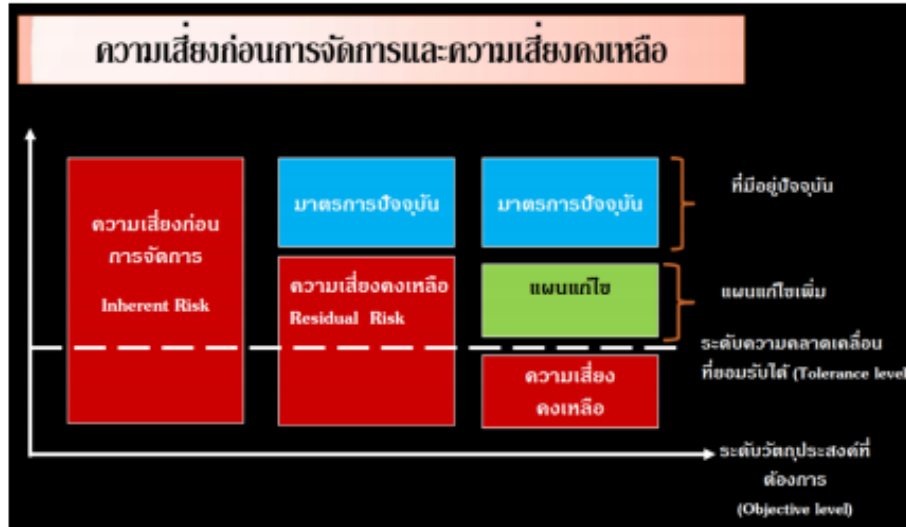 ความเสี่ยงก่อนการจัดการและความเสี่ยงคงเหลือ
ความเสี่ยงก่อน
การจัดการ
Inherent Risk
มาตรการปัจจุบัน
ความเสี่ยงคงเหลือ
Residual Risk
มาตรการปัจจุบัน
แผนแก้ไข
ความเสี่ยง
คงเหลือ
ที่มีอยู่ปัจจุบัน
แผนแก้ไขเพิ่ม
ระดับความคลาดเคลื่อน
ที่ยอมรับได้ (Tolerance level
ระดับวัตถุประสงค์ที่
ต้องการ
(Objective level)